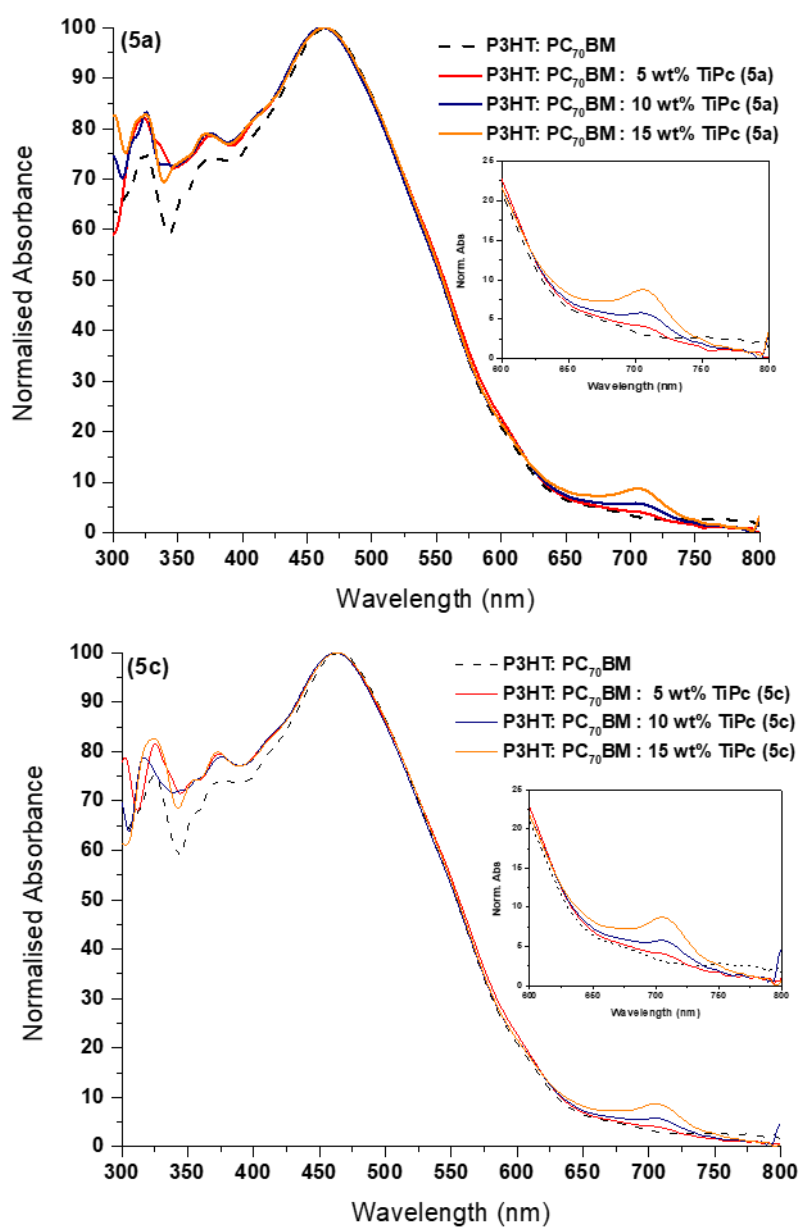 (5a)
P3HT: PC70BM
P3HT: PC70BM : 5 wt% TiPc (5a)
P3HT: PC70BM : 10 wt% TiPc (5a)
P3HT: PC70BM : 15 wt% TiPc (5a)
100
90
80
70
60
50
40
30
20
10
0
Normalised Absorbance
25
20
15
10
5
0
Norm. Abs
600 650 700 750 800
Wavelength (nm)
300 350 400 450 500 550 600 650 700 750 800
Wavelength (nm)
(5c)
P3HT: PC70BM
P3HT: PC70BM : 5 wt% TiPc (5c)
P3HT: PC70BM : 10 wt% TiPc (5c)
P3HT: PC70BM : 15 wt% TiPc (5c)
100
90
80
70
60
50
40
30
20
10
0
Normalised Absorbance
25
20
15
10
5
0
Norm. Abs
600 650 700 750 800
Wavelength (nm)
300 350 400 450 500 550 600 650 700 750 800
Wavelength (nm)